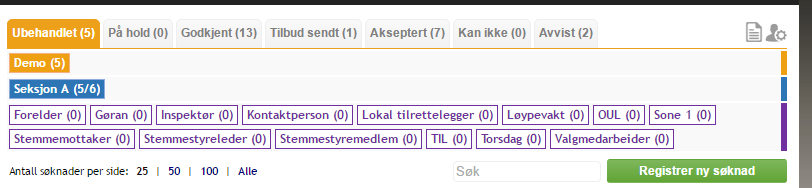 Ubehandlet (5) På hold (0) Godkjent (13) Tilbud sendt (1) Akseptert (7) Kan ikke (0) Avvist (2)
Demo (5)
Seksjon A (5/6)
Forelder (0) Gøran (0) Inspektør (0) Kontaktperson (0) Lokal tilrettelegger (0) Løypevakt (0) OUL (0) Sone 1 (0)
Stemmemottaker (0) Stemmestyreleder (0) Stemmestyremedlem (0) TIL (0) Torsdag (0) Valgmedarbeider (0)
Antall søknader per side: 25 | 50 | 100 | Alle Søk Registrer ny søknad